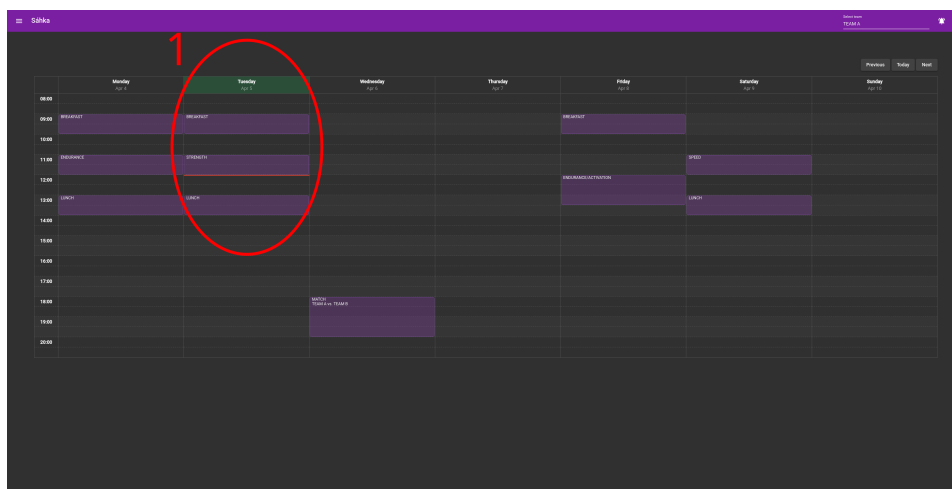 Sáhka
Select team
TEAM A
1
Previous Today Next
Monday Tuesday Wednesday Thursday Friday Saturday Sunday
Apr 4 Apr 5 Apr 6 Apr 7 Apr 8 Apr 9 Apr 10
08:00
09:00 BREAKFAST BREAKFAST BREAKFAST
10:00
11:00 ENDURANCE STRENGTH SPEED
12:00 ENDURANCE/ACTIVATION
13:00 LUNCH LUNCH LUNCH
14:00
15:00
16:00
17:00
18:00 MATCH
TEAM A vs. TEAM B
19:00
20:00